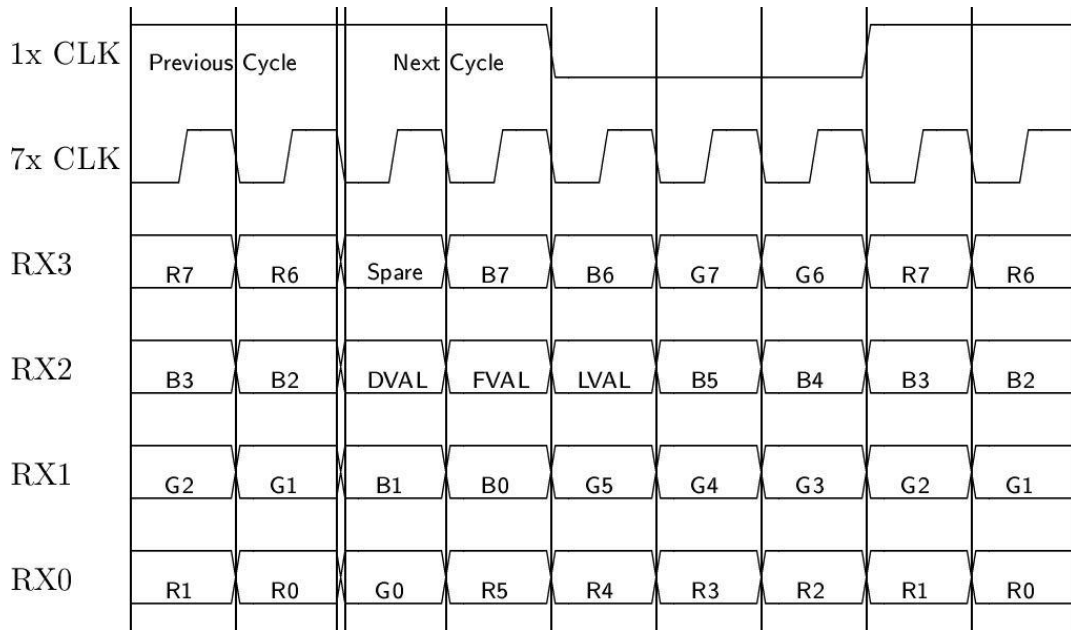 1x CLK Previous Cycle Next Cycle
7x CLK
RX3 R7 R6 Spare B7 B6 G7 G6 R7 R6
RX2 B3 B2 DVAL FVAL LVAL B5 B4 B3 B2
RX1 G2 G1 B1 B0 G5 G4 G3 G2 G1
RX0 R1 R0 G0 R5 R4 R3 R2 R1 R0